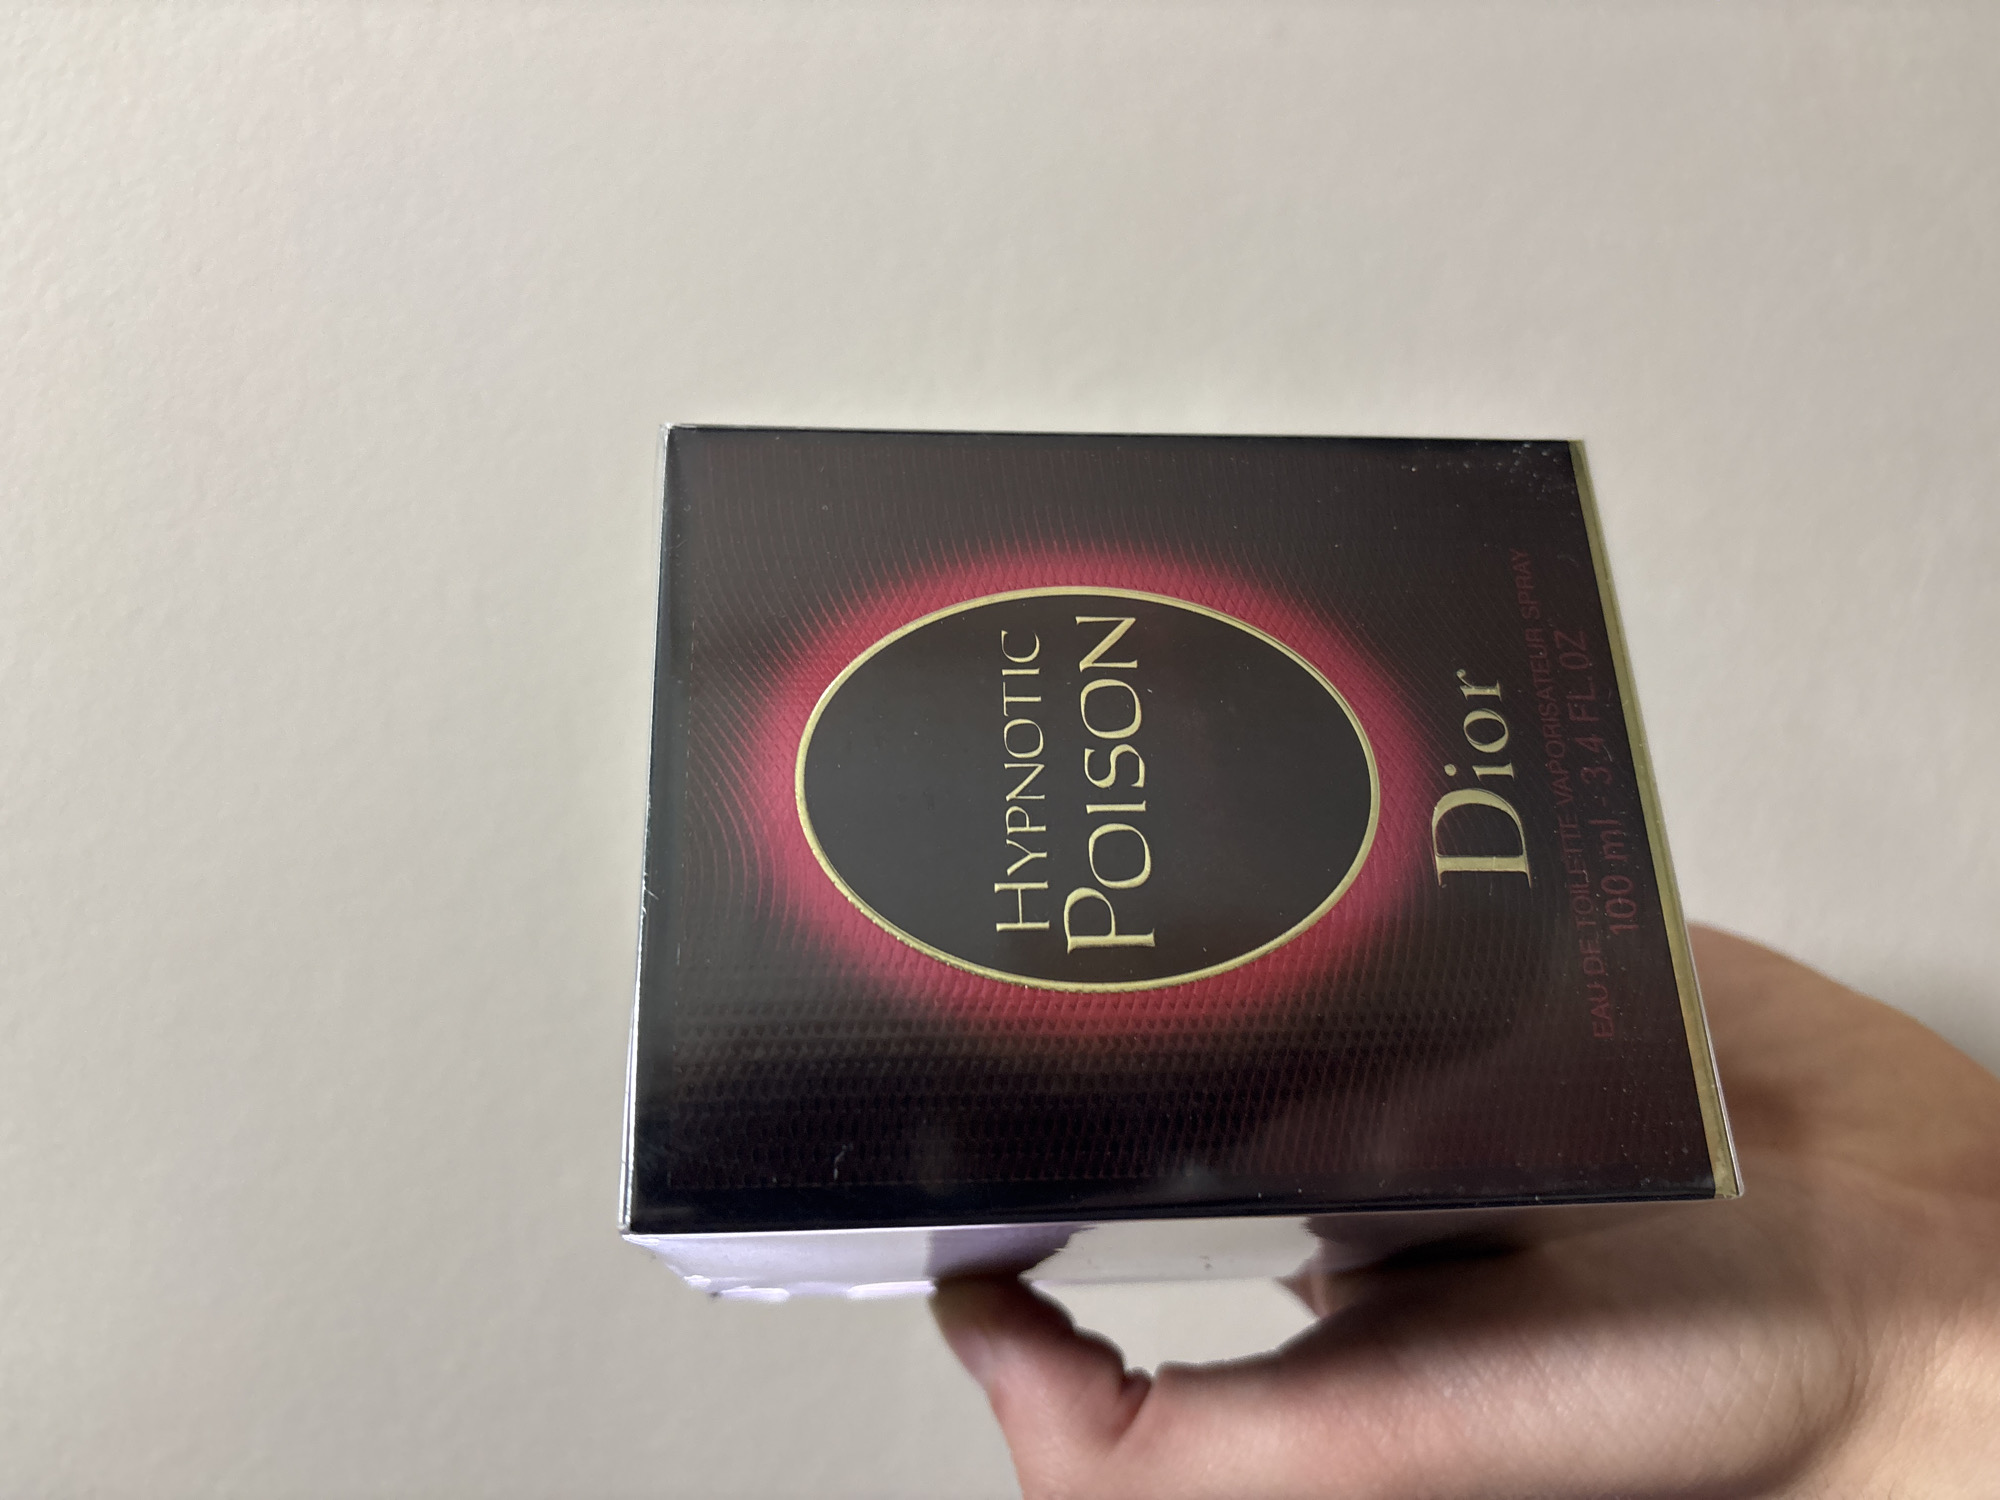 HYPNOTIC
POISON
Dior
EAU DE TOILETTE VAPORISATEUR SPRAY
100 ml - 3.4 FL.OZ